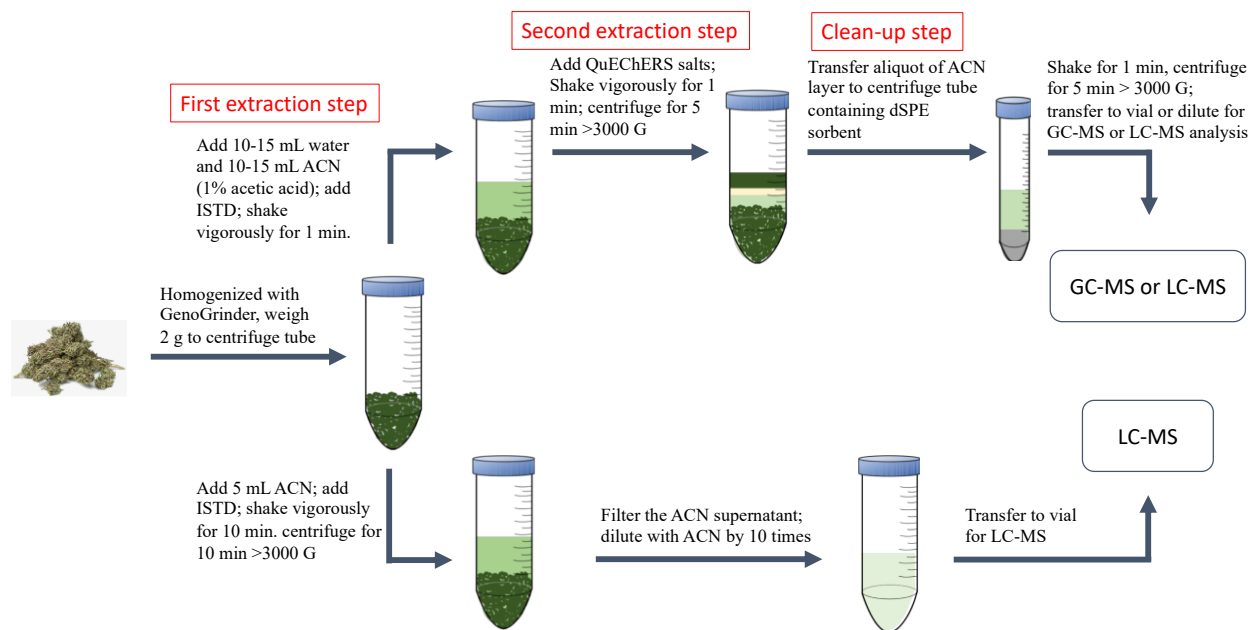 First extraction step
Second extraction step
Clean-up step
Add 10-15 mL water
and 10-15 mL ACN
(1% acetic acid); add
ISTD; shake
vigorously for 1 min.
Add QuEChERS salts;
Shake vigorously for 1
min; centrifuge for 5
min >3000 G
Transfer aliquot of ACN
layer to centrifuge tube
containing dSPE
sorbent
Shake for 1 min, centrifuge
for 5 min > 3000 G;
transfer to vial or dilute for
GC-MS or LC-MS analysis
GC-MS or LC-MS
Homogenized with
GenoGrinder, weigh
2 g to centrifuge tube
Add 5 mL ACN; add
ISTD; shake vigorously
for 10 min. centrifuge for
10 min >3000 G
Filter the ACN supernatant;
dilute with ACN by 10 times
Transfer to vial
for LC-MS
LC-MS